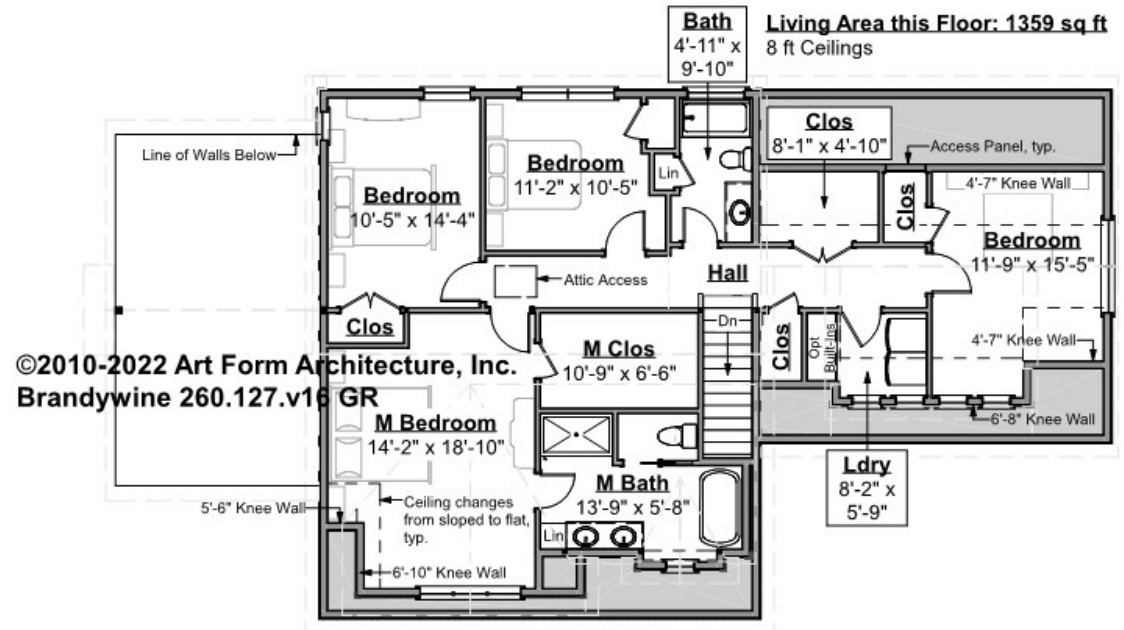 Bath
4'-11" x
9'-10"
Living Area this Floor: 1359 sq ft
8 ft Ceilings
Line of Walls Below
Bedroom
10'-5" x 14'-4"
Bedroom
11'-2" x 10'-5"
Lin
Clos
8'-1" x 4'-10"
Access Panel, typ.
4'-7" Knee Wall
Clos
Bedroom
11'-9" x 15'-5"
Attic Access
Hall
Dn
Clos
M Clos
10'-9" x 6'-6"
Clos
Opt
Built-Ins
4'-7" Knee Wall
©2010-2022 Art Form Architecture, Inc.
Brandywine 260.127.v16 GR
M Bedroom
14'-2" x 18'-10"
6'-8" Knee Wall
Ldry
8'-2" x
5'-9"
M Bath
13'-9" x 5'-8"
Lin
5'-6" Knee Wall
Ceiling changes
from sloped to flat,
typ.
6'-10" Knee Wall